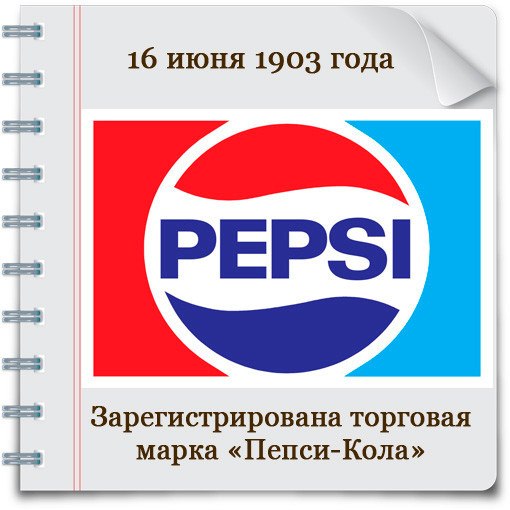 16 июня 1903 года
PEPSI
Зарегистрирована торговая
марка «Пепси-Кола»